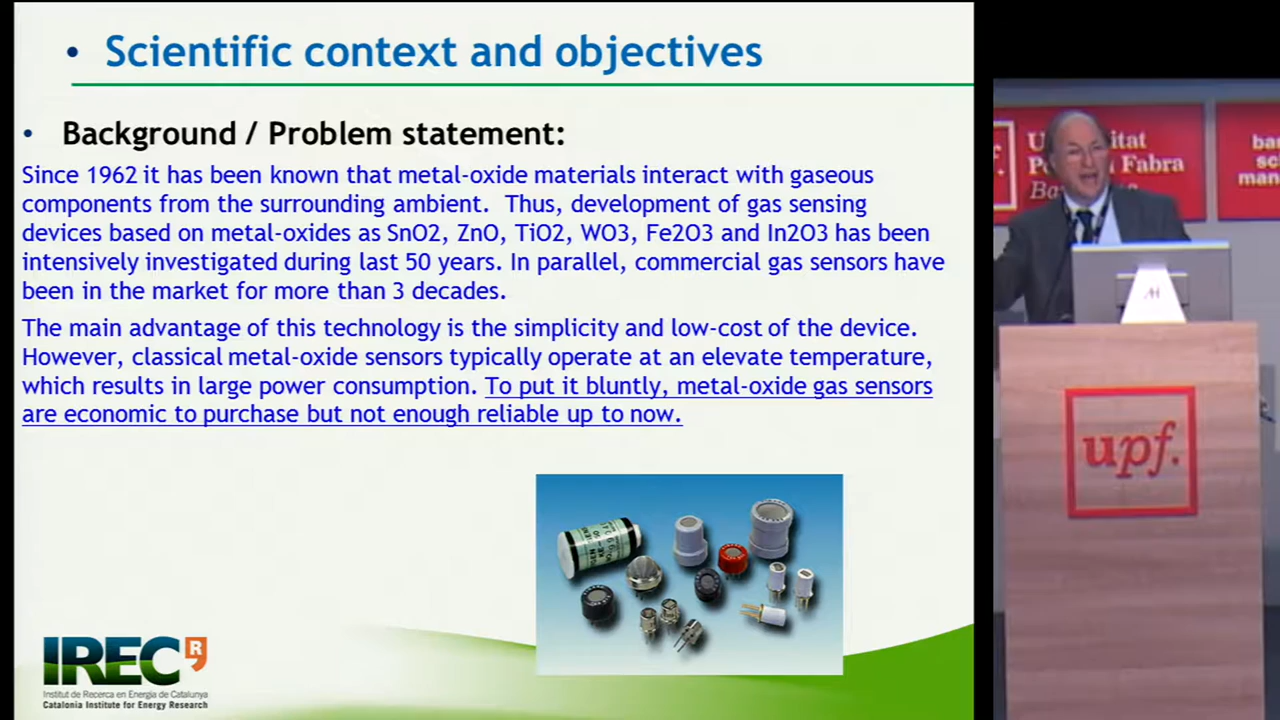 • Scientific context and objectives
• Background / Problem statement:
Since 1962 it has been known that metal-oxide materials interact with gaseous
components from the surrounding ambient. Thus, development of gas sensing
devices based on metal-oxides as SnO2, ZnO, TiO2, WO3, Fe2O3 and In2O3 has been
intensively investigated during last 50 years. In parallel, commercial gas sensors have
been in the market for more than 3 decades.
The main advantage of this technology is the simplicity and low-cost of the device.
However, classical metal-oxide sensors typically operate at an elevate temperature,
which results in large power consumption. To put it bluntly, metal-oxide gas sensors
are economic to purchase but not enough reliable up to now.
IREC R
Institut de Recerca en Energia de Catalunya
Catalonia Institute for Energy Research
upf.